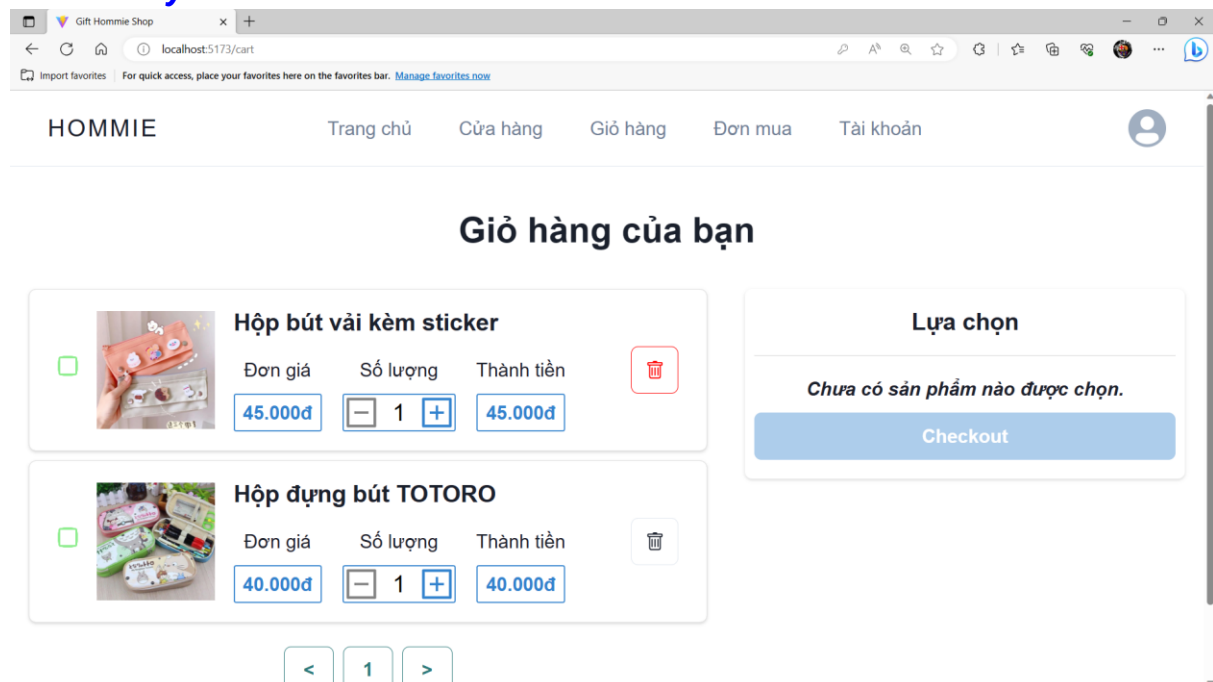 Gift Hommie Shop
localhost:5173/cart
Import favorites For quick access, place your favorites here on the favorites bar. Manage favorites now
HOMMIE Trang chủ Cửa hàng Giỏ hàng Đơn mua Tài khoản
Giỏ hàng của bạn
Hộp bút vải kèm sticker
Đơn giá Số lượng Thành tiền
45.000đ 1 45.000đ
Hộp đựng bút TOTORO
Đơn giá Số lượng Thành tiền
40.000đ 1 40.000đ
< 1 >
Lựa chọn
Chưa có sản phẩm nào được chọn.
Checkout